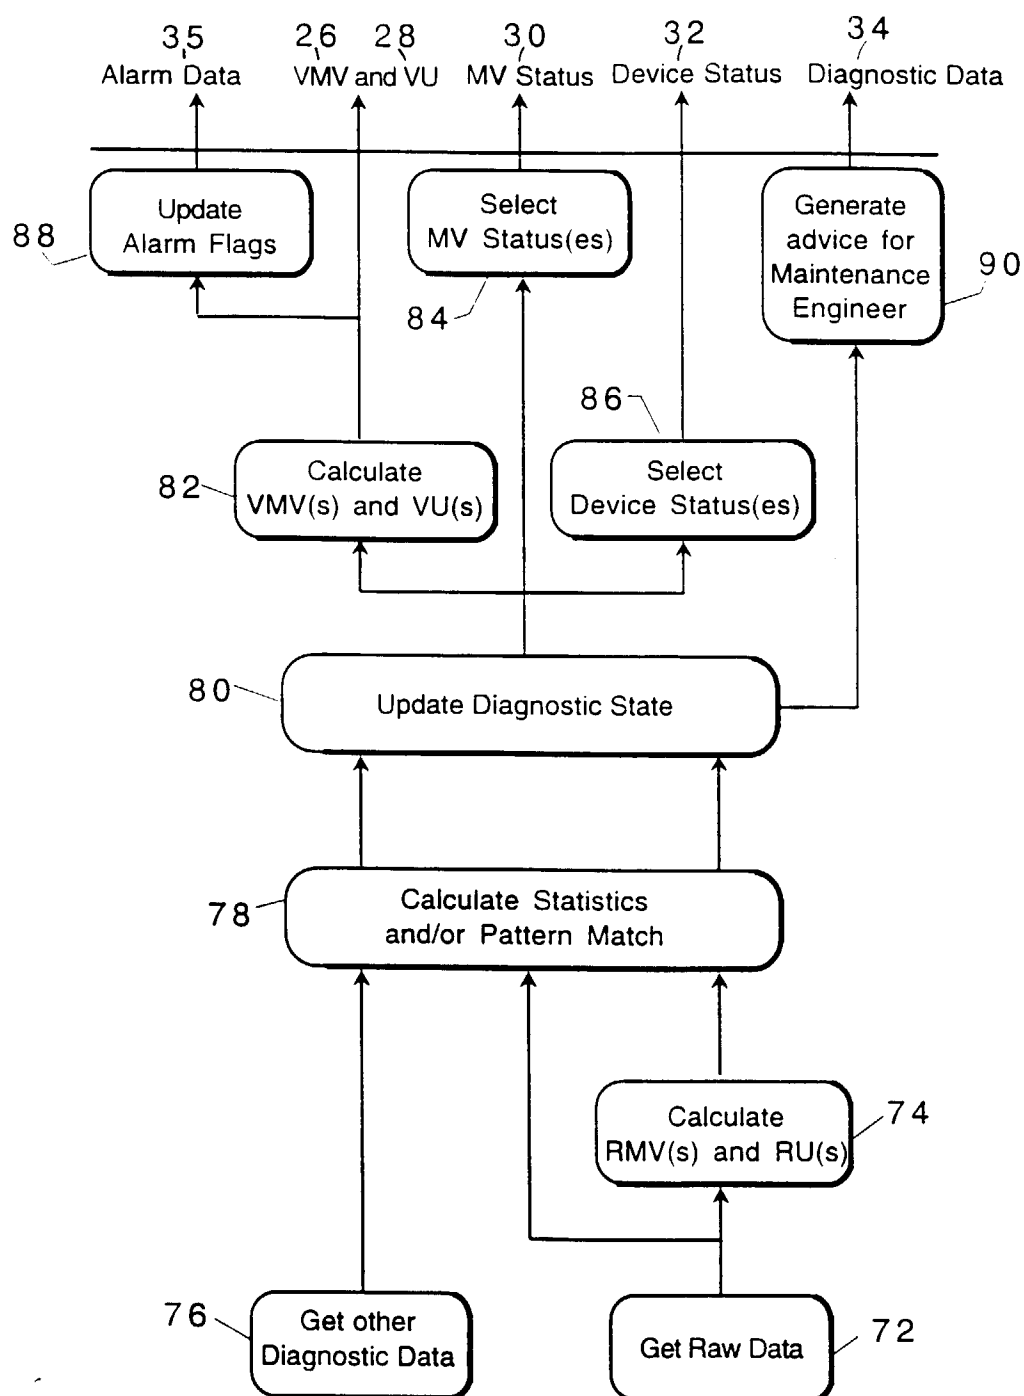 35 26 28 30 32 34
Alarm Data VMV and VU MV Status Device Status Diagnostic Data
Update
Alarm Flags
88
Select
MV Status(es)
84
Generate
advice for
Maintenance
Engineer
90
86
82
Calculate
VMV(s) and VU(s)
Select
Device Status(es)
80
Update Diagnostic State
78
Calculate Statistics
and/or Pattern Match
Calculate
RMV(s) and RU(s)
74
76
Get other
Diagnostic Data
Get Raw Data
72